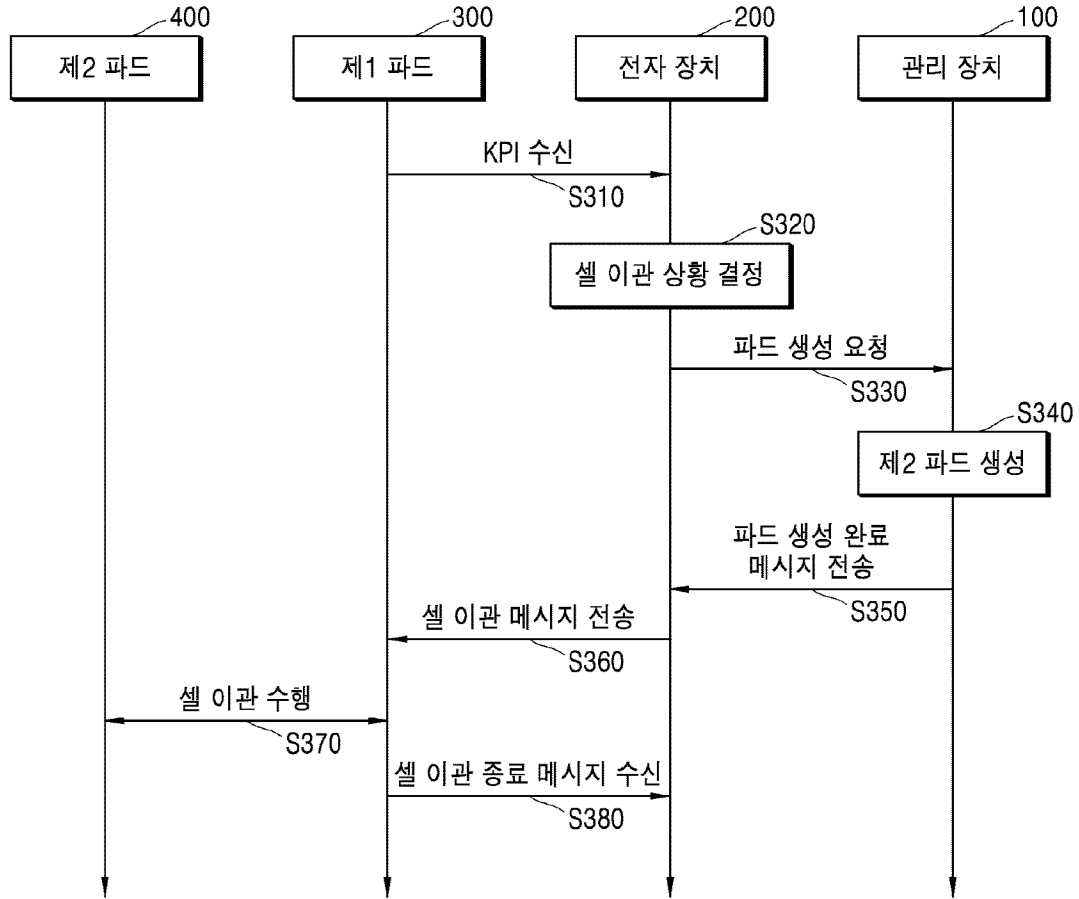 400
300
200
100
제2 파드
제1 파드
전자 장치
관리 장치
KPI 수신
S310
S320
셀 이관 상황 결정
파드 생성 요청
S330
S340
제2 파드 생성
파드 생성 완료
메시지 전송
S350
셀 이관 메시지 전송
S360
셀 이관 수행
S370
셀 이관 종료 메시지 수신
S380